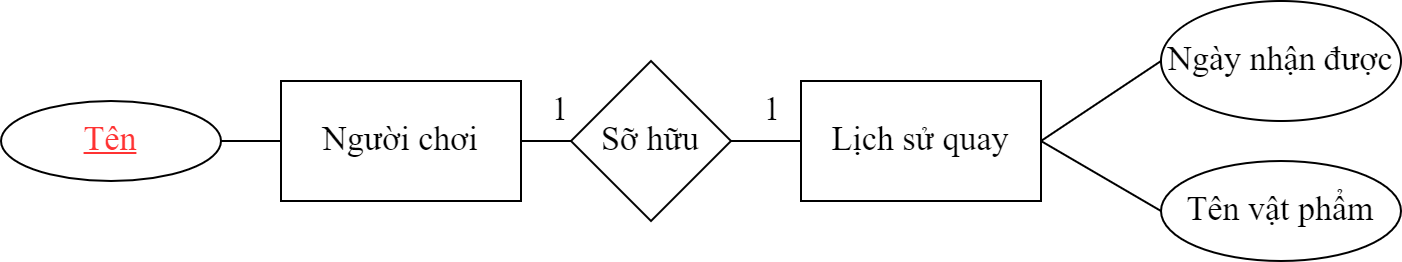 Tên
Người chơi
1
Sỡ hữu
1
Lịch sử quay
Ngày nhận được
Tên vật phẩm